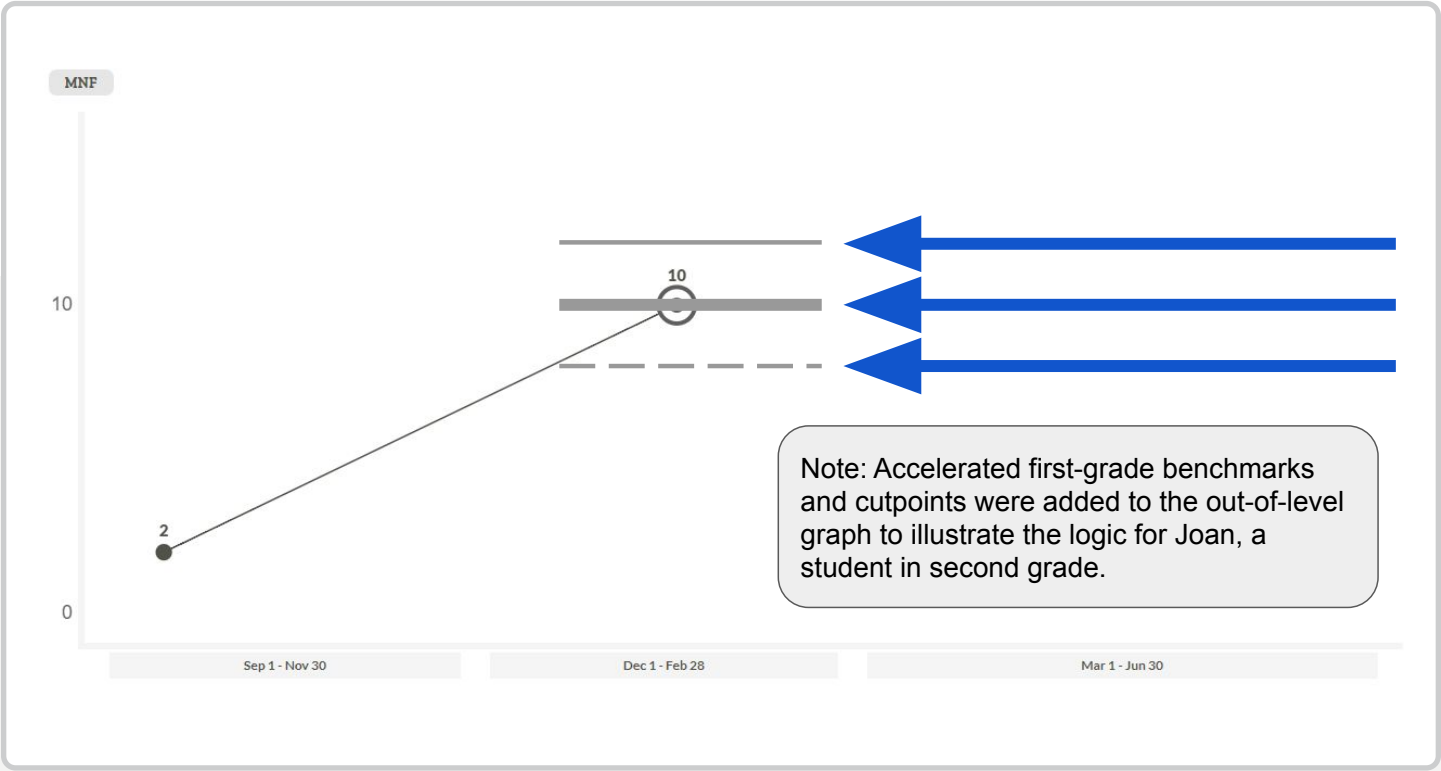 MNF
10
10
2
0
Note: Accelerated first-grade benchmarks
and cutpoints were added to the out-of-level
graph to illustrate the logic for Joan, a
student in second grade.
Sep 1 - Nov 30
Dec 1 - Feb 28
Mar 1 - Jun 30